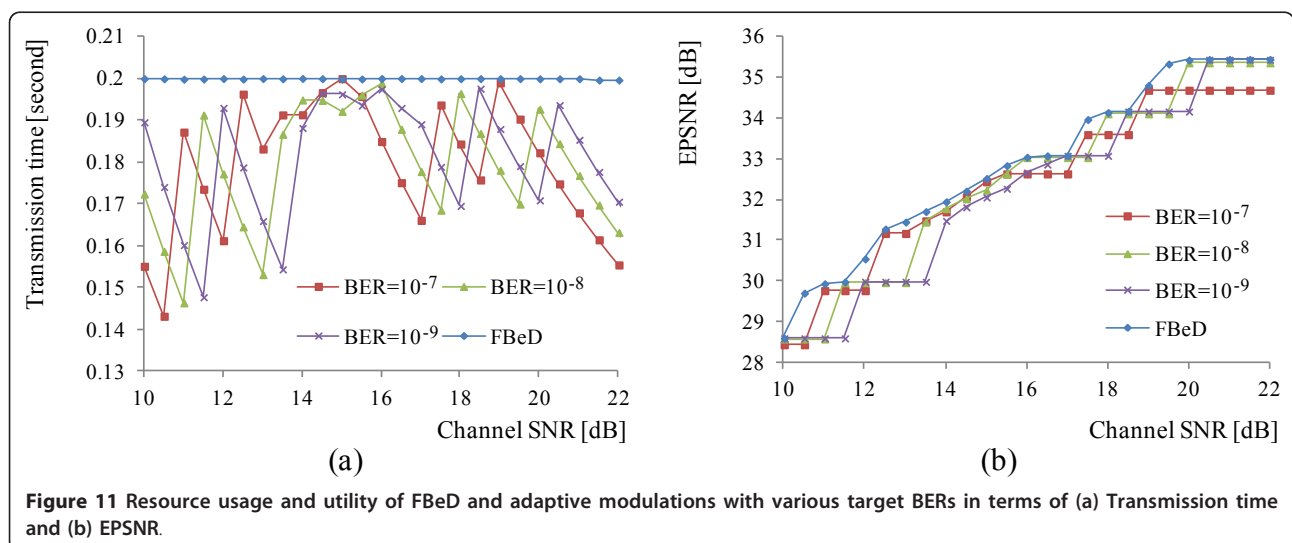 Transmission time [second]
0.21
0.2
0.19
0.18
0.17
0.16
0.15
0.14
0.13
BER=10⁻⁷
BER=10⁻⁸
BER=10⁻⁹
FBeD
10
12
14
16
18
20
22
Channel SNR [dB]
(a)
EPSNR [dB]
36
35
34
33
32
31
30
29
28
BER=10⁻⁷
BER=10⁻⁸
BER=10⁻⁹
FBeD
10
12
14
16
18
20
22
Channel SNR [dB]
(b)
Figure 11 Resource usage and utility of FBeD and adaptive modulations with various target BERs in terms of (a) Transmission time
and (b) EPSNR.